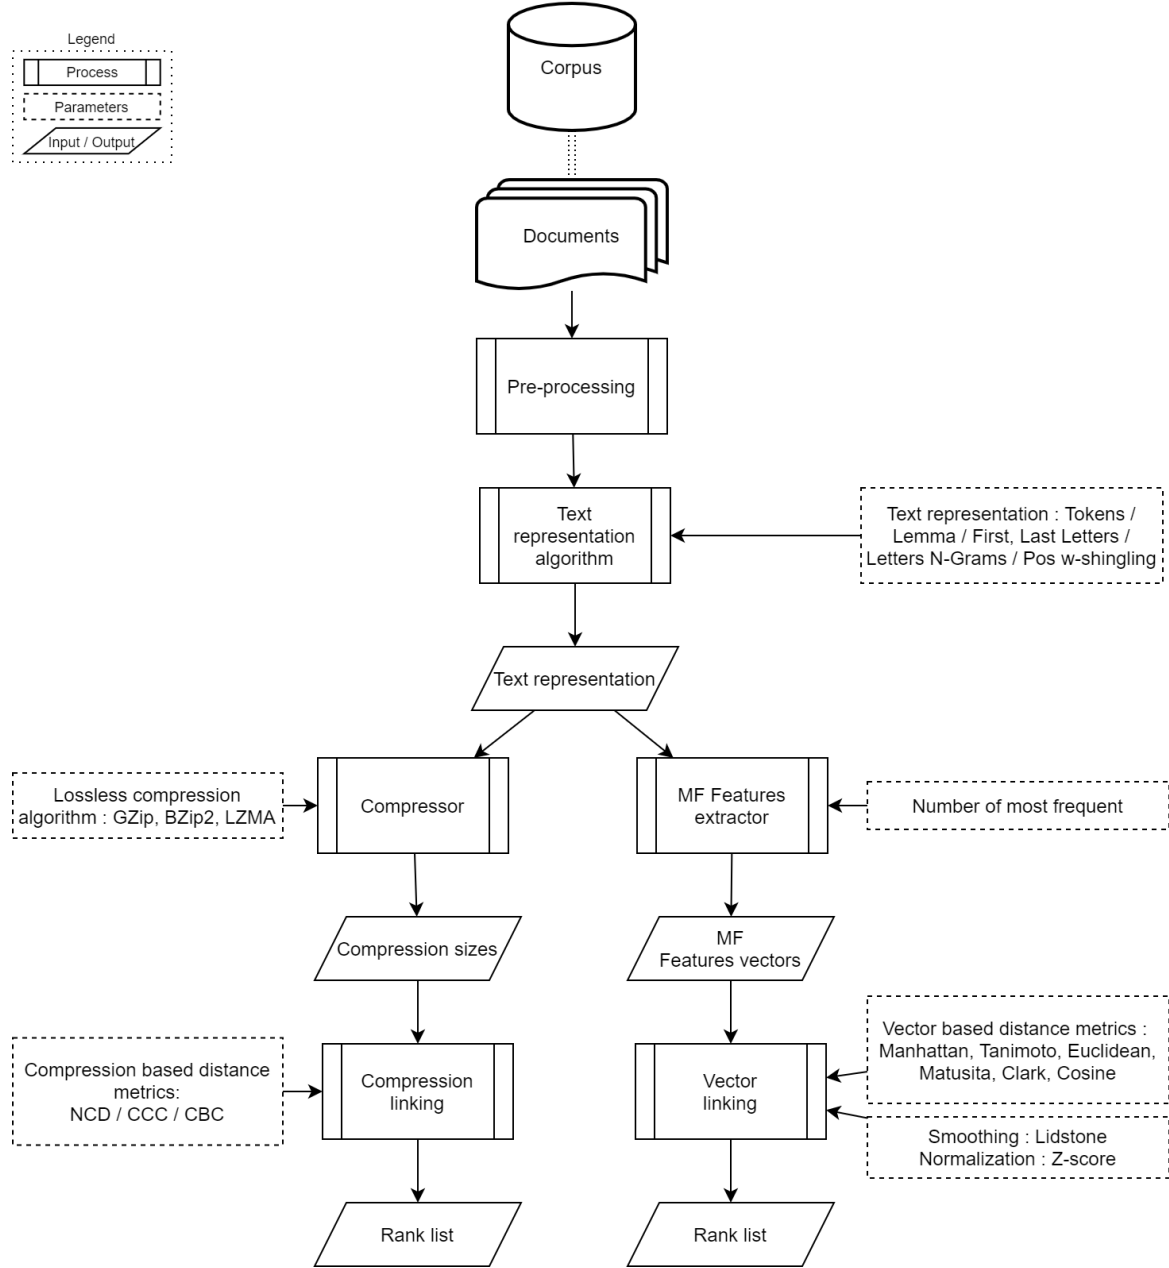 Legend
Process
Parameters
Input / Output
Corpus
Documents
Pre-processing
Text
representation
algorithm
Text representation : Tokens /
Lemma / First, Last Letters /
Letters N-Grams / Pos w-shingling
Text representation
Lossless compression
algorithm : GZip, BZip2, LZMA
Compressor
MF Features
extractor
Number of most frequent
Compression sizes
MF
Features vectors
Compression based distance
metrics:
NCD / CCC / CBC
Compression
linking
Vector
linking
Vector based distance metrics :
Manhattan, Tanimoto, Euclidean,
Matusita, Clark, Cosine
Smoothing : Lidstone
Normalization : Z-score
Rank list
Rank list